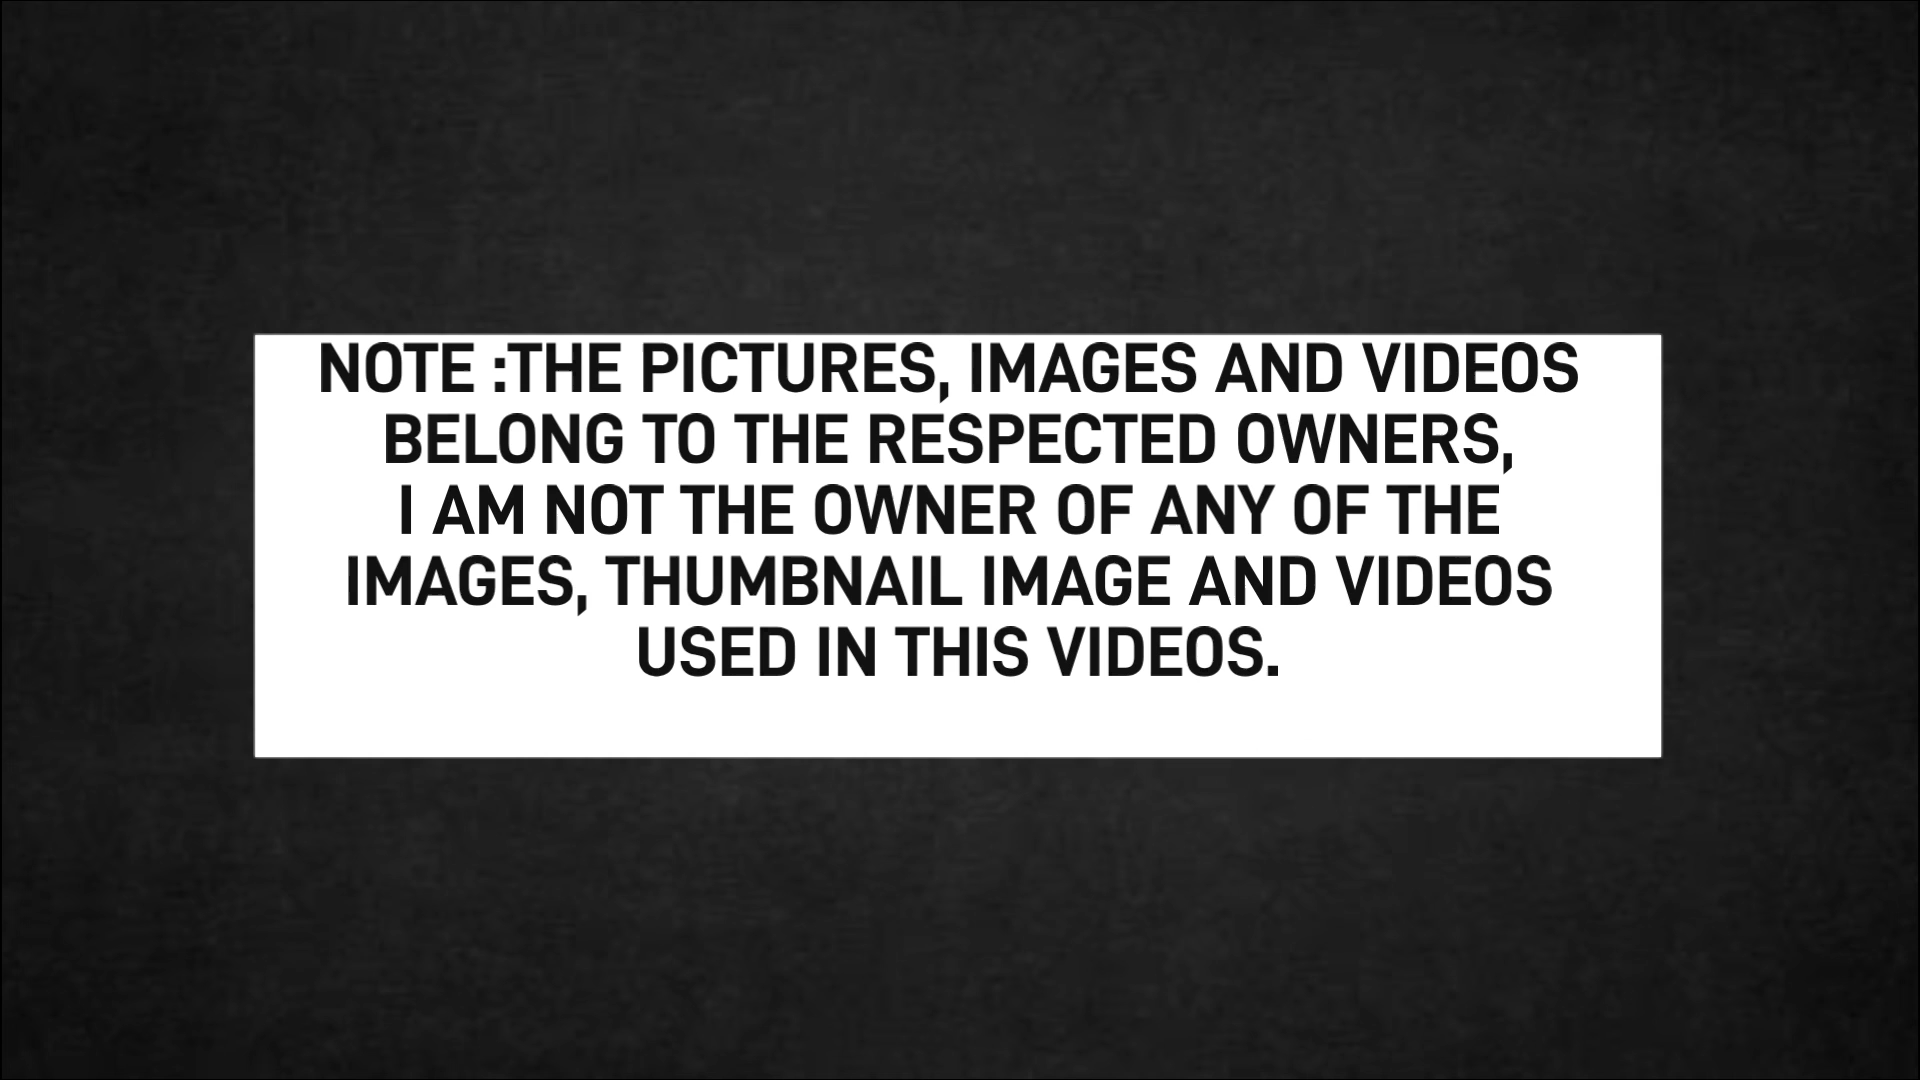 NOTE :THE PICTURES, IMAGES AND VIDEOS
BELONG TO THE RESPECTED OWNERS,
I AM NOT THE OWNER OF ANY OF THE
IMAGES, THUMBNAIL IMAGE AND VIDEOS
USED IN THIS VIDEOS.